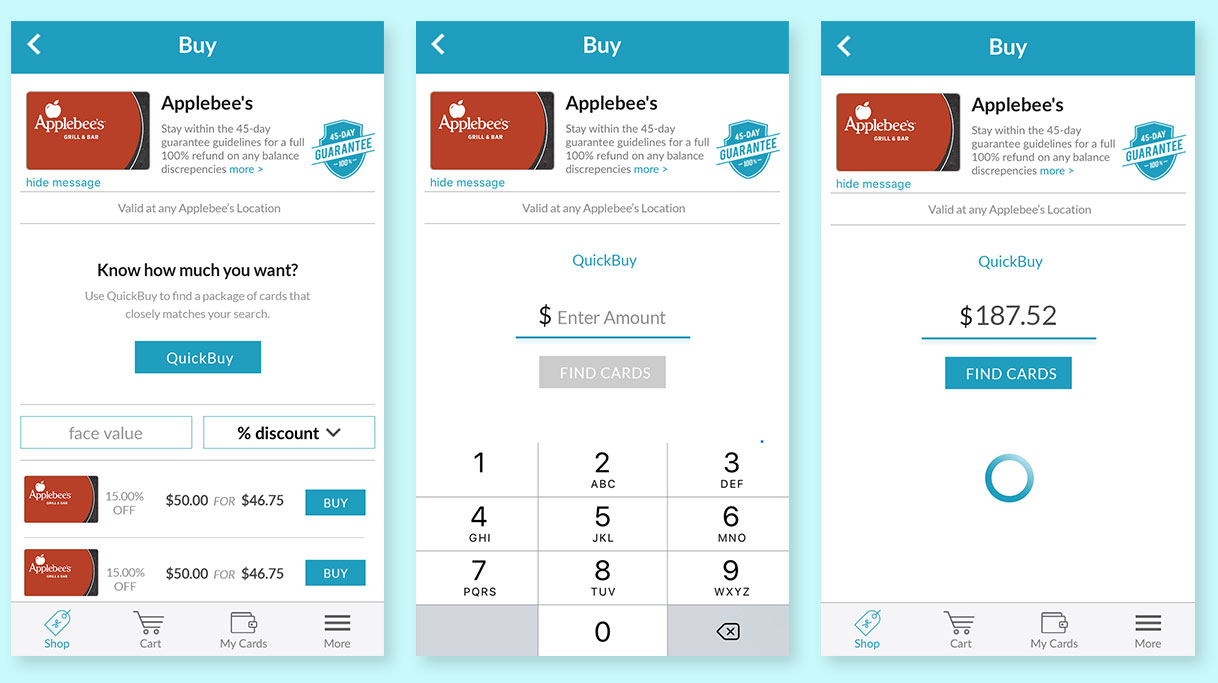 Buy
Applebee's
GRILL & BAR
Applebee's
Stay within the 45-day
guarantee guidelines for a full
100% refund on any balance
discrepencies more >
45-DAY
GUARANTEE
100%
hide message
Valid at any Applebee's Location
Know how much you want?
Use QuickBuy to find a package of cards that
closely matches your search.
QuickBuy
face value
% discount
Applebee's
GRILL & BAR
15.00%
OFF
$50.00 FOR $46.75
BUY
Applebee's
GRILL & BAR
15.00%
OFF
$50.00 FOR $46.75
BUY
Shop
Cart
My Cards
More
Buy
Applebee's
GRILL & BAR
Applebee's
Stay within the 45-day
guarantee guidelines for a full
100% refund on any balance
discrepencies more >
45-DAY
GUARANTEE
100%
hide message
Valid at any Applebee's Location
QuickBuy
$ Enter Amount
FIND CARDS
1
2
ABC
3
DEF
4
GHI
5
JKL
6
MNO
7
PQRS
8
TUV
9
WXYZ
0
Buy
Applebee's
GRILL & BAR
Applebee's
Stay within the 45-day
guarantee guidelines for a full
100% refund on any balance
discrepencies more >
45-DAY
GUARANTEE
100%
hide message
Valid at any Applebee's Location
QuickBuy
$187.52
FIND CARDS
Shop
Cart
My Cards
More